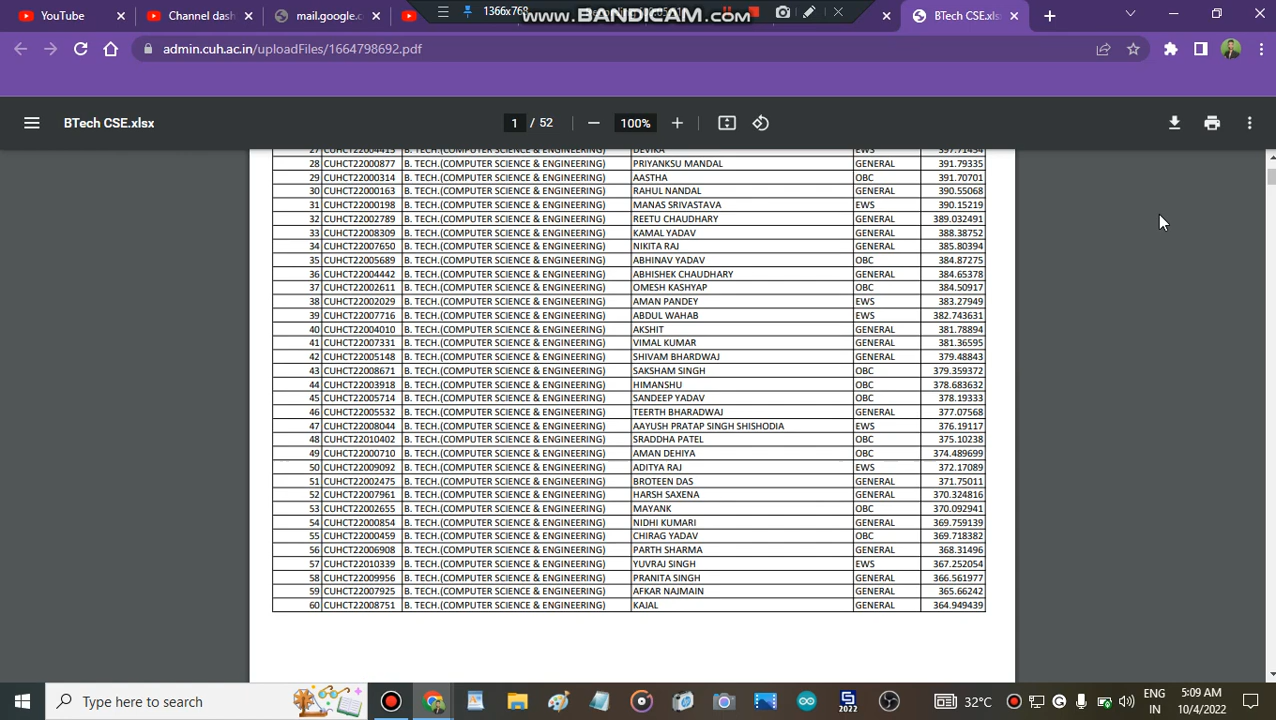 YouTube
Channel dash
mail.google.c
1366x768
www.BANDICAM.com
BTech CSE.xls
admin.cuh.ac.in/uploadFiles/1664798692.pdf
BTech CSE.xlsx
1 / 52
100%
27 CUHCT22004415 B. TECH.(COMPUTER SCIENCE & ENGINEERING) DEVIKA EWS 397.71454
28 CUHCT22000877 B. TECH.(COMPUTER SCIENCE & ENGINEERING) PRIYANKSU MANDAL GENERAL 391.79335
29 CUHCT22000314 B. TECH.(COMPUTER SCIENCE & ENGINEERING) AASTHA OBC 391.70701
30 CUHCT22000163 B. TECH.(COMPUTER SCIENCE & ENGINEERING) RAHUL NANDAL GENERAL 390.55068
31 CUHCT22000198 B. TECH.(COMPUTER SCIENCE & ENGINEERING) MANAS SRIVASTAVA EWS 390.15219
32 CUHCT22002789 B. TECH.(COMPUTER SCIENCE & ENGINEERING) REETU CHAUDHARY GENERAL 389.032491
33 CUHCT22008309 B. TECH.(COMPUTER SCIENCE & ENGINEERING) KAMAL YADAV GENERAL 388.38752
34 CUHCT22007650 B. TECH.(COMPUTER SCIENCE & ENGINEERING) NIKITA RAJ GENERAL 385.80394
35 CUHCT22005689 B. TECH.(COMPUTER SCIENCE & ENGINEERING) ABHINAV YADAV OBC 384.87275
36 CUHCT22004442 B. TECH.(COMPUTER SCIENCE & ENGINEERING) ABHISHEK CHAUDHARY GENERAL 384.65378
37 CUHCT22002611 B. TECH.(COMPUTER SCIENCE & ENGINEERING) OMESH KASHYAP OBC 384.50917
38 CUHCT22002029 B. TECH.(COMPUTER SCIENCE & ENGINEERING) AMAN PANDEY EWS 383.27949
39 CUHCT22007716 B. TECH.(COMPUTER SCIENCE & ENGINEERING) ABDUL WAHAB EWS 382.743631
40 CUHCT22004010 B. TECH.(COMPUTER SCIENCE & ENGINEERING) AKSHIT GENERAL 381.78894
41 CUHCT22007331 B. TECH.(COMPUTER SCIENCE & ENGINEERING) VIMAL KUMAR GENERAL 381.36595
42 CUHCT22005148 B. TECH.(COMPUTER SCIENCE & ENGINEERING) SHIVAM BHARDWAJ GENERAL 379.48843
43 CUHCT22008671 B. TECH.(COMPUTER SCIENCE & ENGINEERING) SAKSHAM SINGH OBC 379.359372
44 CUHCT22003918 B. TECH.(COMPUTER SCIENCE & ENGINEERING) HIMANSHU OBC 378.683632
45 CUHCT22005714 B. TECH.(COMPUTER SCIENCE & ENGINEERING) SANDEEP YADAV OBC 378.19333
46 CUHCT22005532 B. TECH.(COMPUTER SCIENCE & ENGINEERING) TEERTH BHARADWAJ GENERAL 377.07568
47 CUHCT22008044 B. TECH.(COMPUTER SCIENCE & ENGINEERING) AAYUSH PRATAP SINGH SHISHODIA EWS 376.19117
48 CUHCT22010402 B. TECH.(COMPUTER SCIENCE & ENGINEERING) SRADDHA PATEL OBC 375.10238
49 CUHCT22000710 B. TECH.(COMPUTER SCIENCE & ENGINEERING) AMAN DEHIYA OBC 374.489699
50 CUHCT22009092 B. TECH.(COMPUTER SCIENCE & ENGINEERING) ADITYA RAJ EWS 372.17089
51 CUHCT22002475 B. TECH.(COMPUTER SCIENCE & ENGINEERING) BROTEEN DAS GENERAL 371.75011
52 CUHCT22007961 B. TECH.(COMPUTER SCIENCE & ENGINEERING) HARSH SAXENA GENERAL 370.324816
53 CUHCT22002655 B. TECH.(COMPUTER SCIENCE & ENGINEERING) MAYANK OBC 370.092941
54 CUHCT22000854 B. TECH.(COMPUTER SCIENCE & ENGINEERING) NIDHI KUMARI GENERAL 369.759139
55 CUHCT22000459 B. TECH.(COMPUTER SCIENCE & ENGINEERING) CHIRAG YADAV OBC 369.718382
56 CUHCT22006908 B. TECH.(COMPUTER SCIENCE & ENGINEERING) PARTH SHARMA GENERAL 368.31496
57 CUHCT22010339 B. TECH.(COMPUTER SCIENCE & ENGINEERING) YUVRAJ SINGH EWS 367.252054
58 CUHCT22009956 B. TECH.(COMPUTER SCIENCE & ENGINEERING) PRANITA SINGH GENERAL 366.561977
59 CUHCT22007925 B. TECH.(COMPUTER SCIENCE & ENGINEERING) AFKAR NAJMAIN GENERAL 365.66242
60 CUHCT22008751 B. TECH.(COMPUTER SCIENCE & ENGINEERING) KAJAL GENERAL 364.949439
Type here to search
2022
32°C
ENG
IN
5:09 AM
10/4/2022